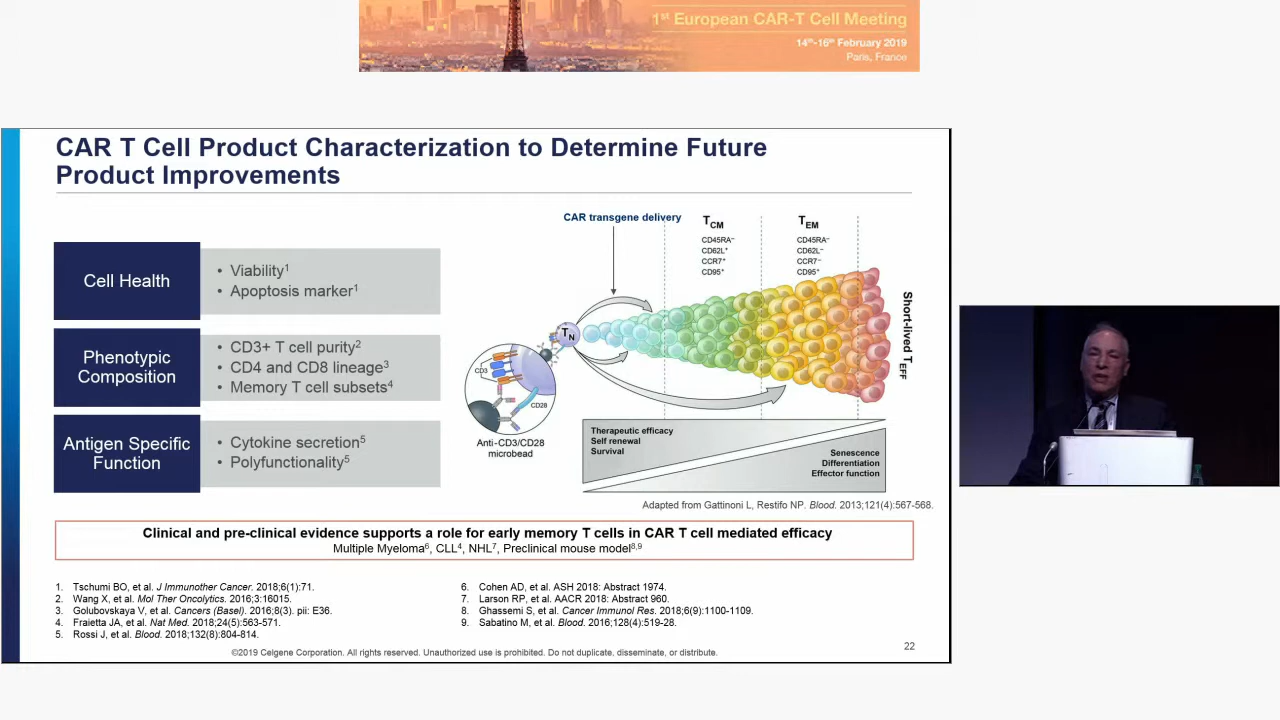 1st European CAR-T Cell Meeting
14th-16th February 2019
Paris, France
CAR T Cell Product Characterization to Determine Future
Product Improvements
Cell Health
• Viability1
• Apoptosis marker1
Phenotypic
Composition
• CD3+ T cell purity2
• CD4 and CD8 lineage3
• Memory T cell subsets4
Antigen Specific
Function
• Cytokine secretion5
• Polyfunctionality5
CAR transgene delivery
TCM
CD45RA–
CD62L+
CCR7+
CD95+
TEM
CD45RA–
CD62L–
CCR7–
CD95+
TN
Short-lived TEFF
CD3
CD28
Anti-CD3/CD28
microbead
Therapeutic efficacy
Self renewal
Survival
Senescence
Differentiation
Effector function
Adapted from Gattinoni L, Restifo NP. Blood. 2013;121(4):567-568.
Clinical and pre-clinical evidence supports a role for early memory T cells in CAR T cell mediated efficacy
Multiple Myeloma6, CLL4, NHL7, Preclinical mouse model8,9
1. Tschumi BO, et al. J Immunother Cancer. 2018;6(1):71.
2. Wang X, et al. Mol Ther Oncolytics. 2016;3:16015.
3. Golubovskaya V, et al. Cancers (Basel). 2016;8(3). pii: E36.
4. Fraietta JA, et al. Nat Med. 2018;24(5):563-571.
5. Rossi J, et al. Blood. 2018;132(8):804-814.
6. Cohen AD, et al. ASH 2018: Abstract 1974.
7. Larson RP, et al. AACR 2018: Abstract 960.
8. Ghassemi S, et al. Cancer Immunol Res. 2018;6(9):1100-1109.
9. Sabatino M, et al. Blood. 2016;128(4):519-28.
©2019 Celgene Corporation. All rights reserved. Unauthorized use is prohibited. Do not duplicate, disseminate, or distribute.
22